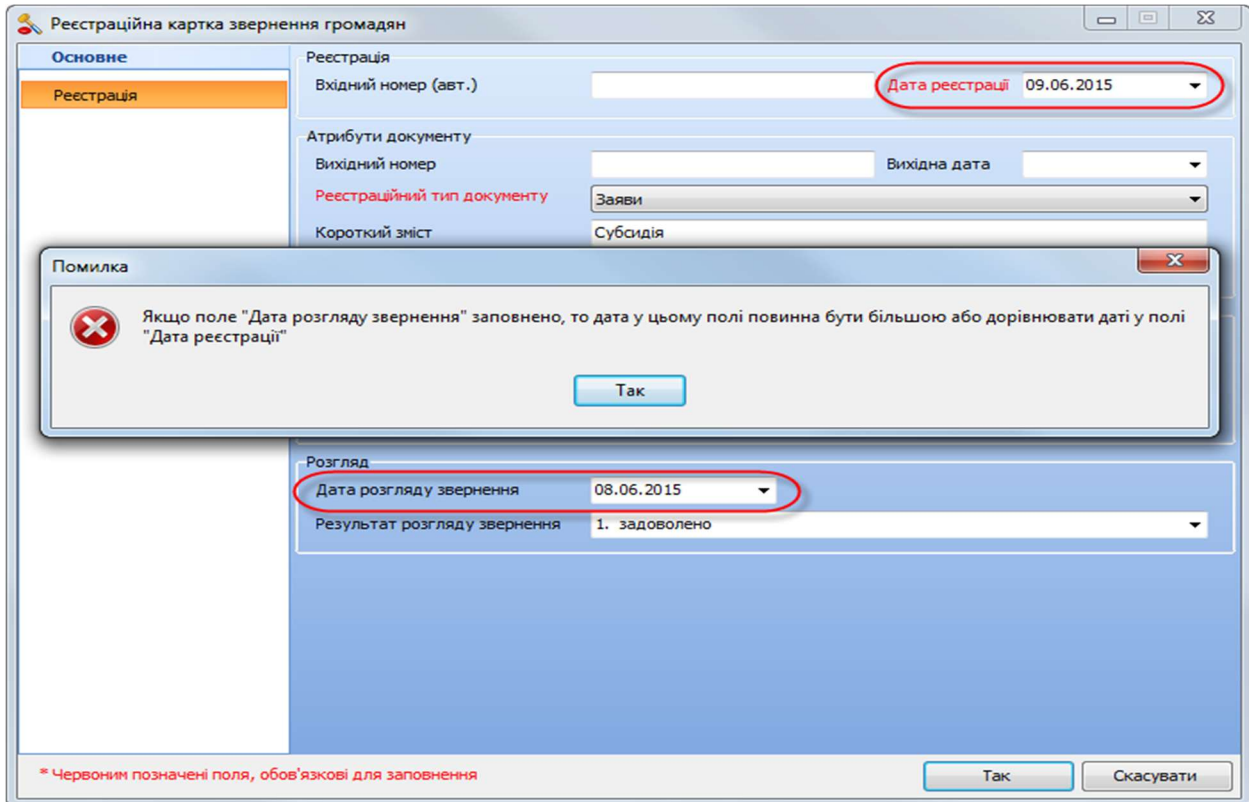 Реєстраційна картка звернення громадян
Основне
Реєстрація
Реєстрація
Вхідний номер (авт.)
Дата реєстрації 09.06.2015
Атрибути документу
Вихідний номер
Вихідна дата
Реєстраційний тип документу
Заяви
Короткий зміст
Субсидія
Помилка
Якщо поле "Дата розгляду звернення" заповнено, то дата у цьому полі повинна бути більшою або дорівнювати даті у полі
"Дата реєстрації"
Так
Розгляд
Дата розгляду звернення
08.06.2015
Результат розгляду звернення
1. задоволено
* Червоним позначені поля, обов'язкові для заповнення
Так
Скасувати